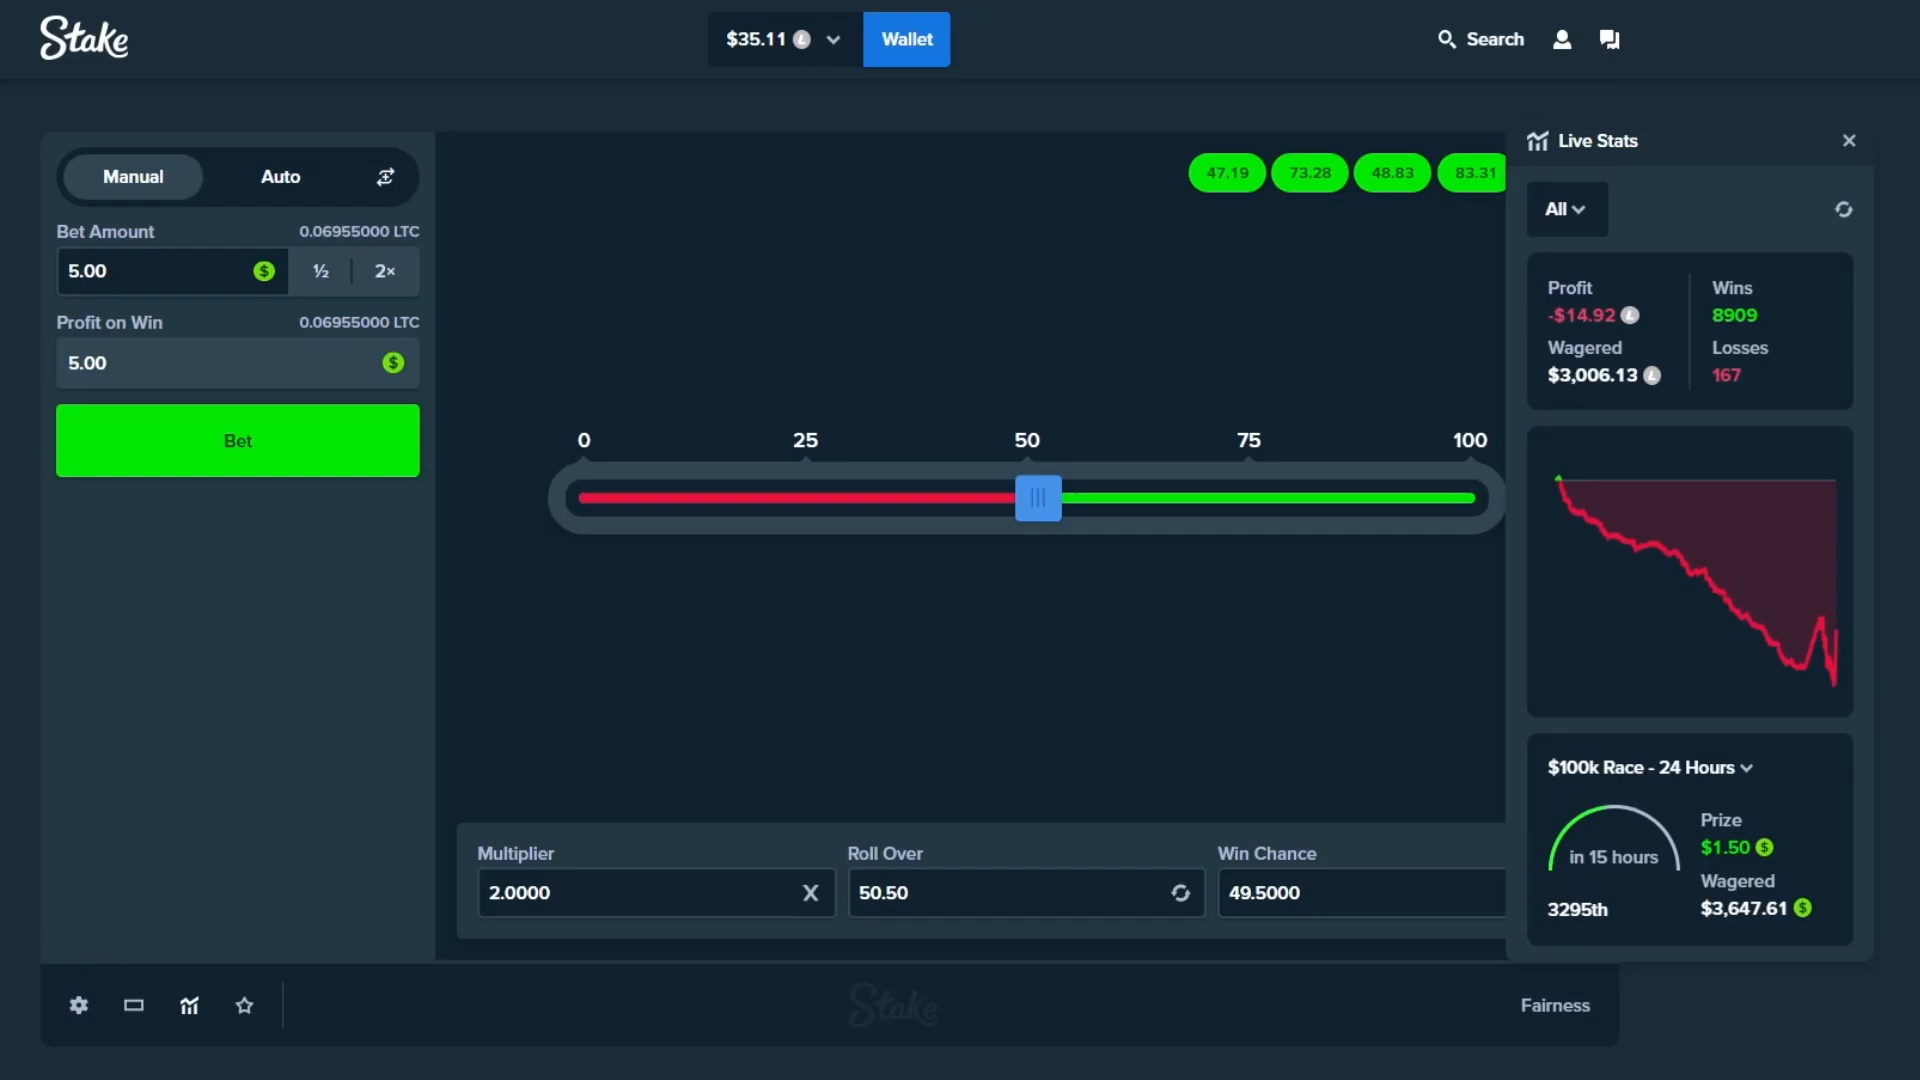 Stake
$35.11
Wallet
Search
Manual
Auto
Bet Amount
0.06955000 LTC
5.00
½
2×
Profit on Win
0.06955000 LTC
5.00
Bet
47.19
73.28
48.83
83.31
0
25
50
75
100
Multiplier
Roll Over
Win Chance
2.0000
X
50.50
49.5000
Live Stats
All
Profit
-$14.92
Wagered
$3,006.13
Wins
8909
Losses
167
$100k Race - 24 Hours
in 15 hours
3295th
Prize
$1.50
Wagered
$3,647.61
Stake
Fairness